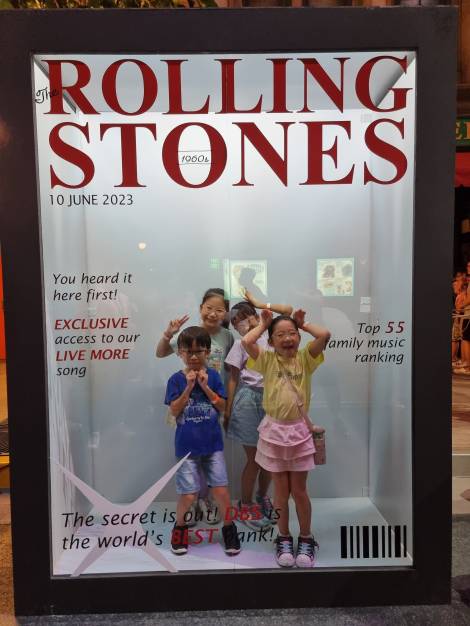 The
ROLLING
STONES
1960s
10 JUNE 2023
You heard it
here first!
EXCLUSIVE
access to our
LIVE MORE
song
Top 55
family music
ranking
The secret is out! DBS is
the world's BEST bank!